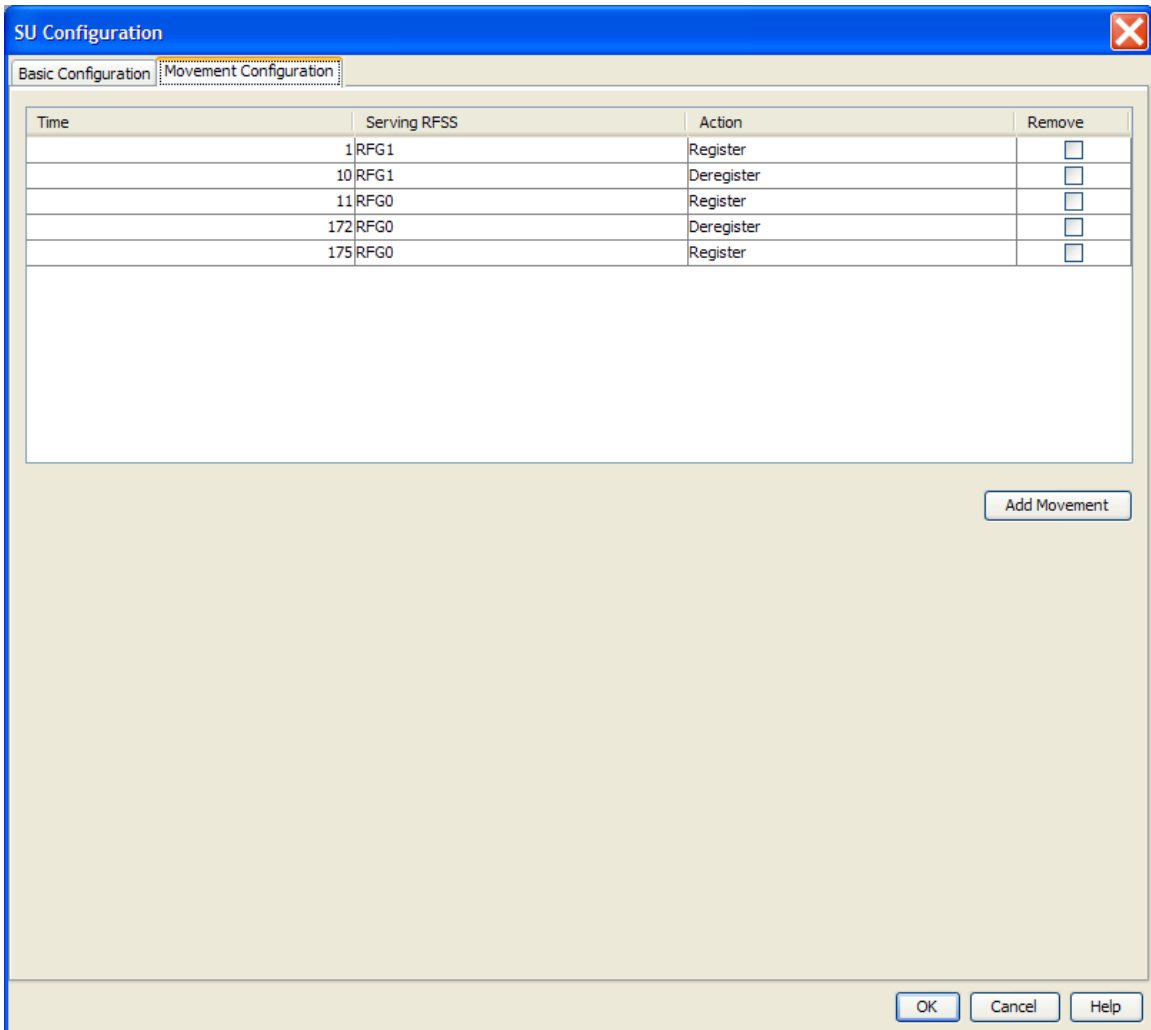 SU Configuration
Basic Configuration Movement Configuration
Time Serving RFSS Action Remove
1 RFG1 Register
10 RFG1 Deregister
11 RFG0 Register
172 RFG0 Deregister
175 RFG0 Register
Add Movement
OK Cancel Help